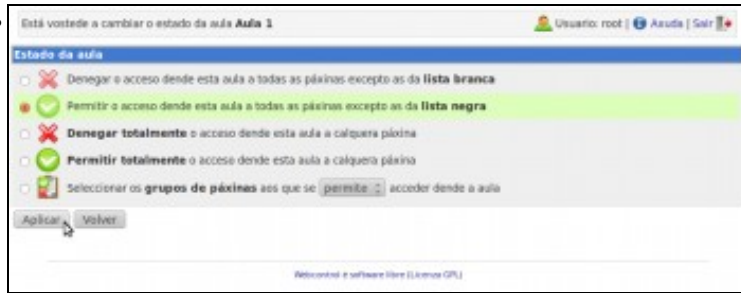 Está vostede a cambiar o estado da aula Aula 1
Usuario: root | Axuda | Sair
Estado da aula
Denegar o acceso dende esta aula a todas as páxinas excepto as da lista branca
Permitir o acceso dende esta aula a todas as páxinas excepto as da lista negra
Denegar totalmente o acceso dende esta aula a calquera páxina
Permitir totalmente o acceso dende esta aula a calquera páxina
Seleccionar os grupos de páxinas aos que se permite acceder dende a aula
Aplicar Volver
Webcontrol é software libre (Licenza GPL)